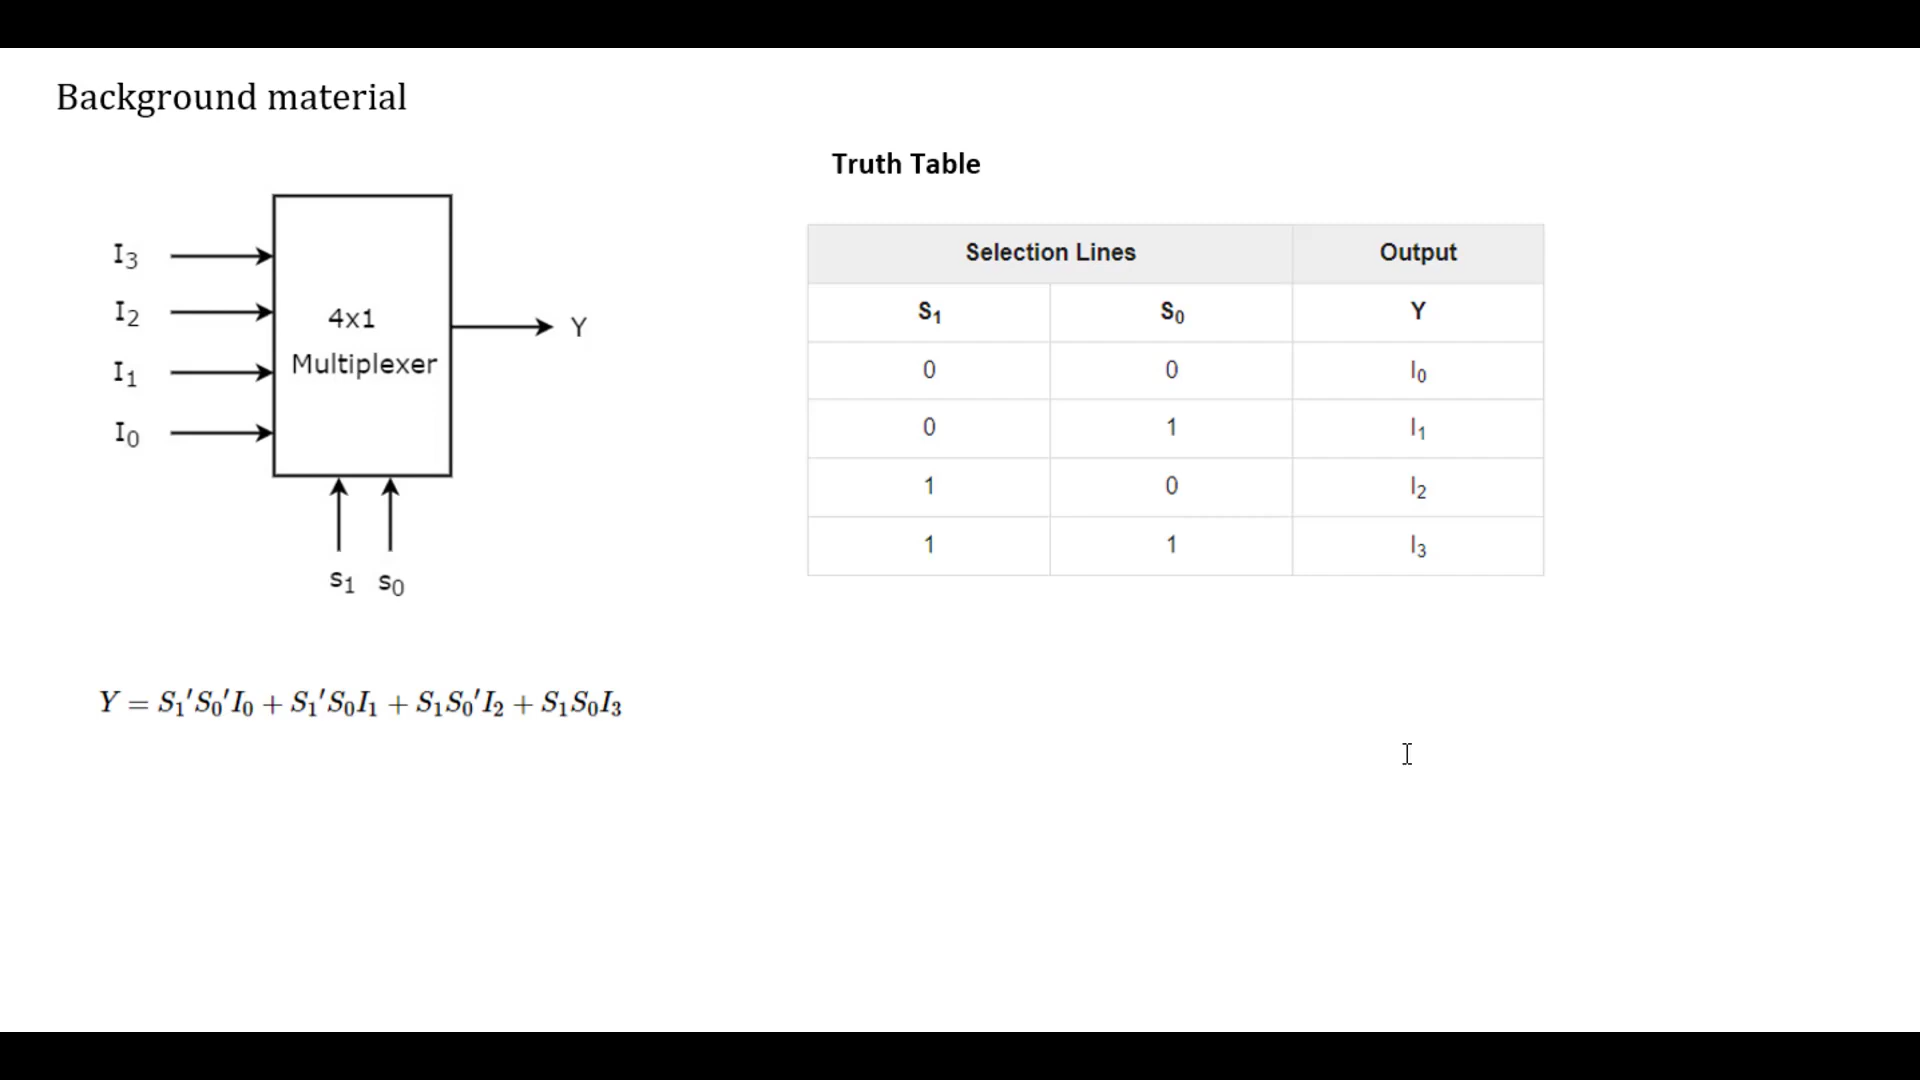 Background material
I3
I2
I1
I0
4x1
Multiplexer
Y
s1 s0
Y = S1′S0′I0 + S1′S0I1 + S1S0′I2 + S1S0I3
Truth Table
Selection Lines Output
S1 S0 Y
0 0 I0
0 1 I1
1 0 I2
1 1 I3